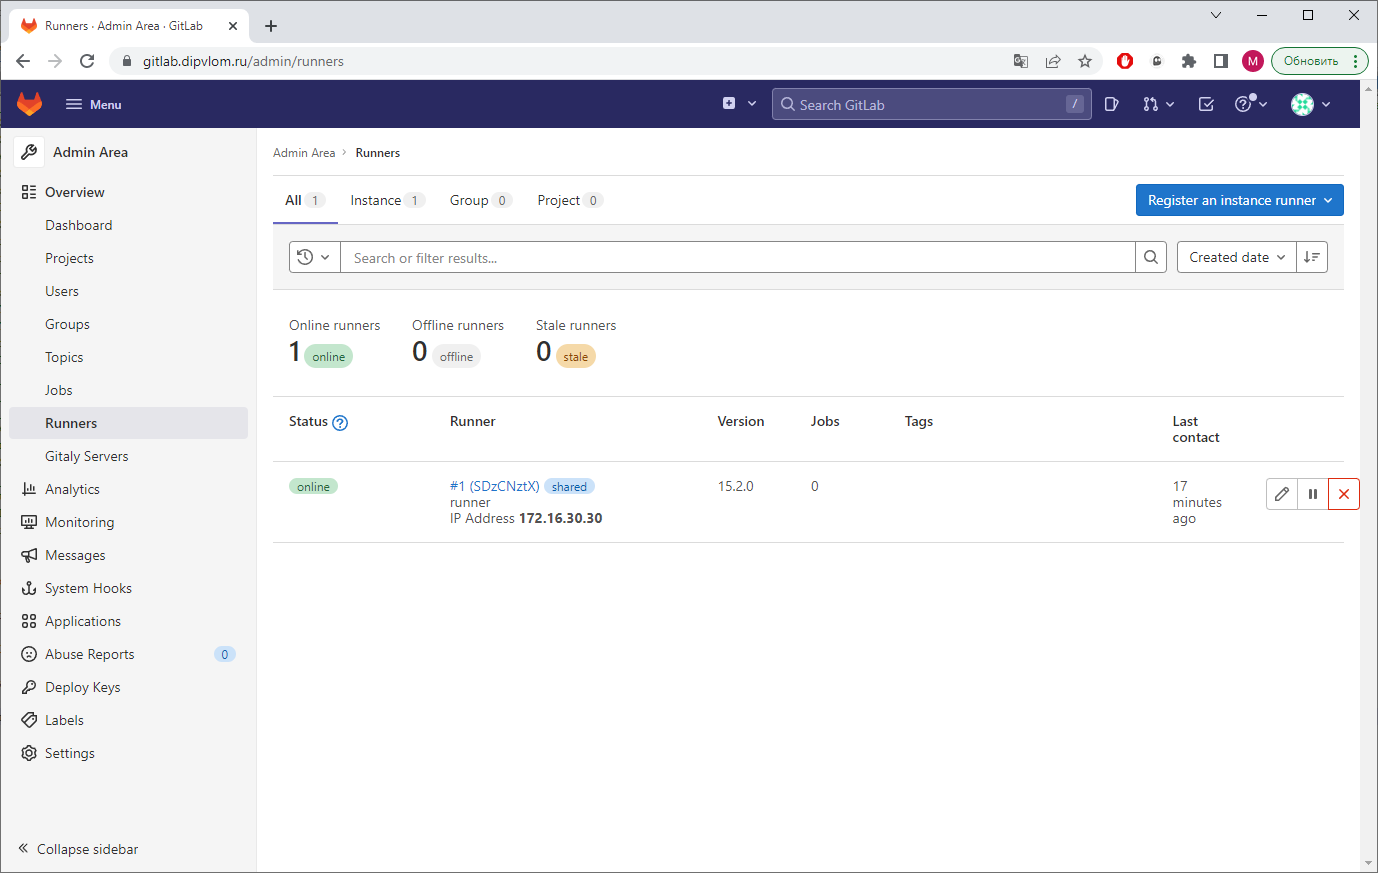 Runners · Admin Area · GitLab
gitlab.dipvlom.ru/admin/runners
M
Обновить
Menu
Search GitLab
/
Admin Area
Overview
Dashboard
Projects
Users
Groups
Topics
Jobs
Runners
Gitaly Servers
Analytics
Monitoring
Messages
System Hooks
Applications
Abuse Reports 0
Deploy Keys
Labels
Settings
Collapse sidebar
Admin Area › Runners
All 1 Instance 1 Group 0 Project 0
Register an instance runner
Search or filter results...
Created date
Online runners
1 online
Offline runners
0 offline
Stale runners
0 stale
Status ? Runner Version Jobs Tags Last
contact
online #1 (SDzCNztX) shared 15.2.0 0 17
runner minutes
IP Address 172.16.30.30 ago